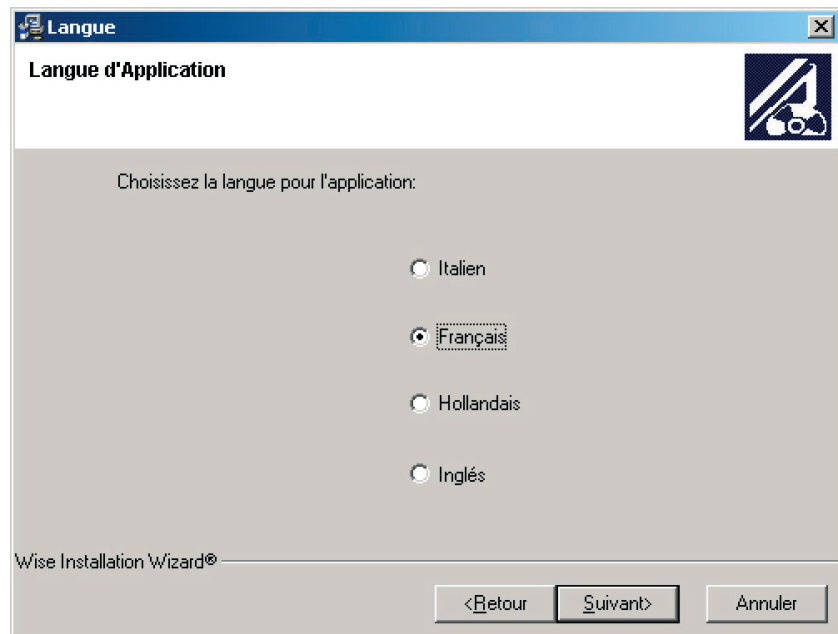 Langue
Langue d'Application
Choisissez la langue pour l'application:
Italien
Français
Hollandais
Inglés
Wise Installation Wizard®
<Retour
Suivant>
Annuler